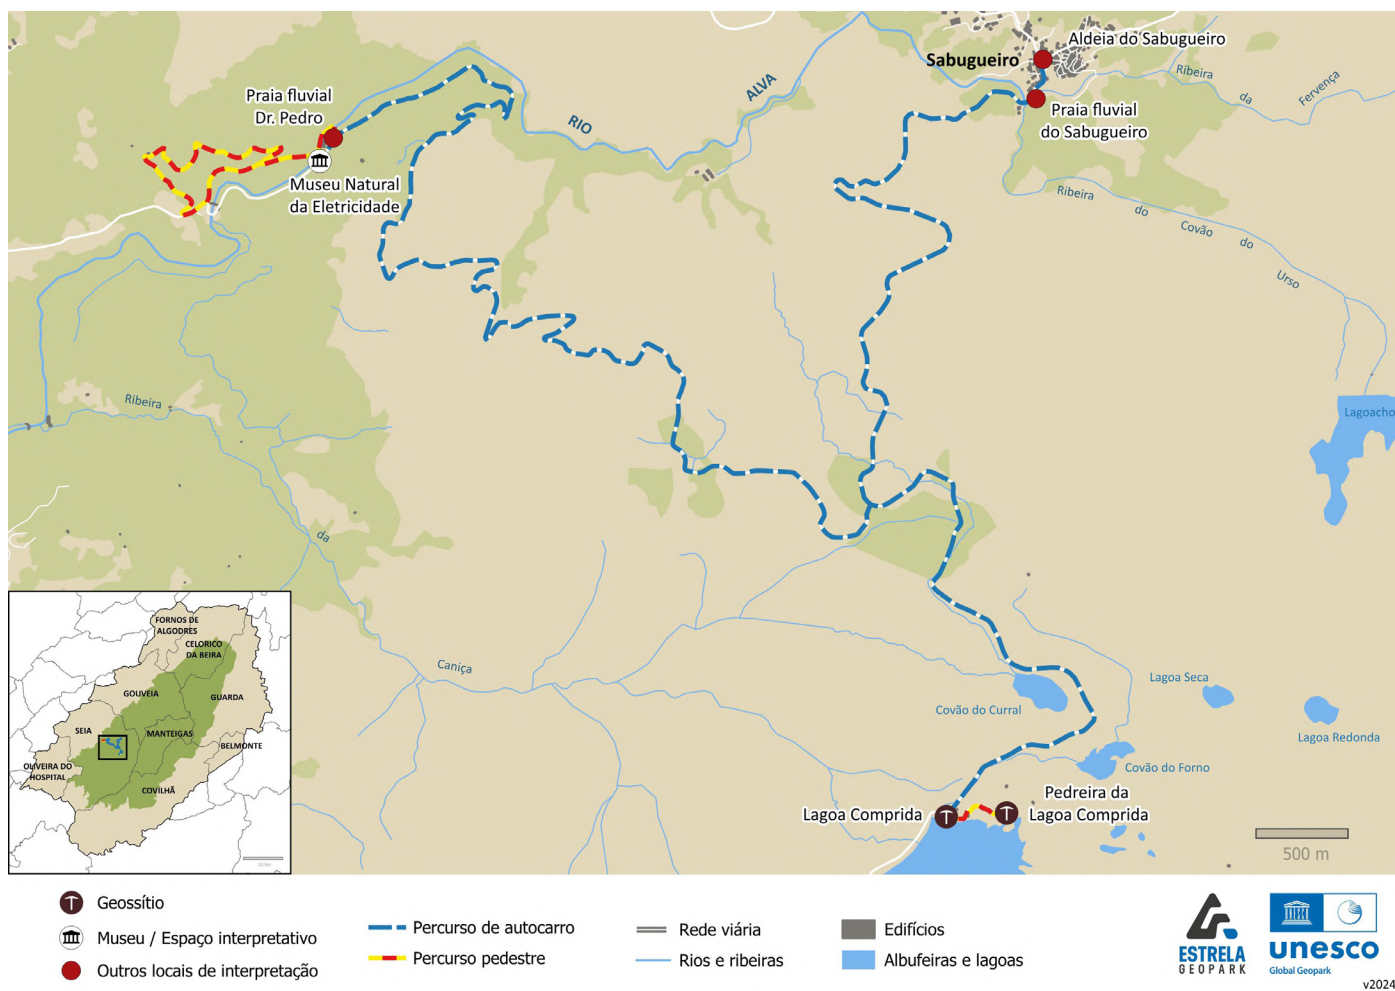 Aldeia do Sabugueiro
Sabugueiro
Ribeira
da
Fervença
Praia fluvial
do Sabugueiro
Praia fluvial
Dr. Pedro
RIO
ALVA
Museu Natural
da Eletricidade
Ribeira
do
Covão
do
Urso
Lagoacho
Ribeira
da
Caniça
Lagoa Seca
Covão do Curral
Lagoa Redonda
Covão do Forno
Pedreira da
Lagoa Comprida
Lagoa Comprida
500 m
FORNOS DE
ALGODRES
CELORICO
DA BEIRA
GOUVEIA
GUARDA
SEIA
MANTEIGAS
BELMONTE
OLIVEIRA DO
HOSPITAL
COVILHÃ
10 km
Geossítio
Museu / Espaço interpretativo
Outros locais de interpretação
Percurso de autocarro
Percurso pedestre
Rede viária
Rios e ribeiras
Edifícios
Albufeiras e lagoas
ESTRELA
GEOPARK
unesco
Global Geopark
v2024